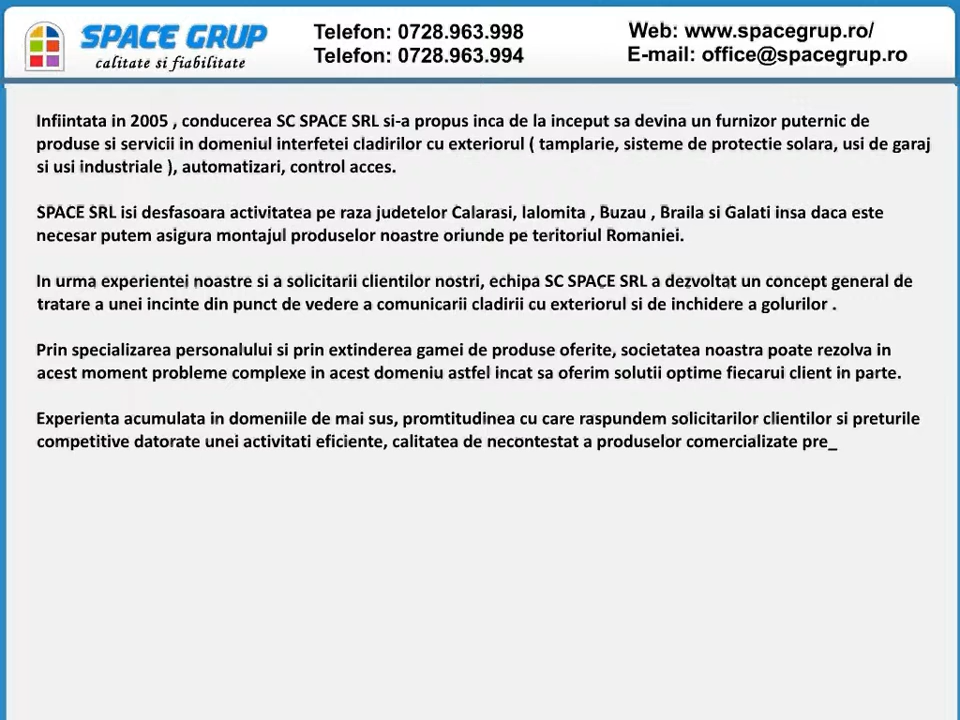 SPACE GRUP
calitate si fiabilitate
Telefon: 0728.963.998
Telefon: 0728.963.994
Web: www.spacegrup.ro/
E-mail: office@spacegrup.ro
Infiintata in 2005 , conducerea SC SPACE SRL si-a propus inca de la inceput sa devina un furnizor puternic de
produse si servicii in domeniul interfetei cladirilor cu exteriorul ( tamplarie, sisteme de protectie solara, usi de garaj
si usi industriale ), automatizari, control acces.
SPACE SRL isi desfasoara activitatea pe raza judetelor Calarasi, Ialomita , Buzau , Braila si Galati insa daca este
necesar putem asigura montajul produselor noastre oriunde pe teritoriul Romaniei.
In urma experientei noastre si a solicitarii clientilor nostri, echipa SC SPACE SRL a dezvoltat un concept general de
tratare a unei incinte din punct de vedere a comunicarii cladirii cu exteriorul si de inchidere a golurilor .
Prin specializarea personalului si prin extinderea gamei de produse oferite, societatea noastra poate rezolva in
acest moment probleme complexe in acest domeniu astfel incat sa oferim solutii optime fiecarui client in parte.
Experienta acumulata in domeniile de mai sus, promtitudinea cu care raspundem solicitarilor clientilor si preturile
competitive datorate unei activitati eficiente, calitatea de necontestat a produselor comercializate pre_